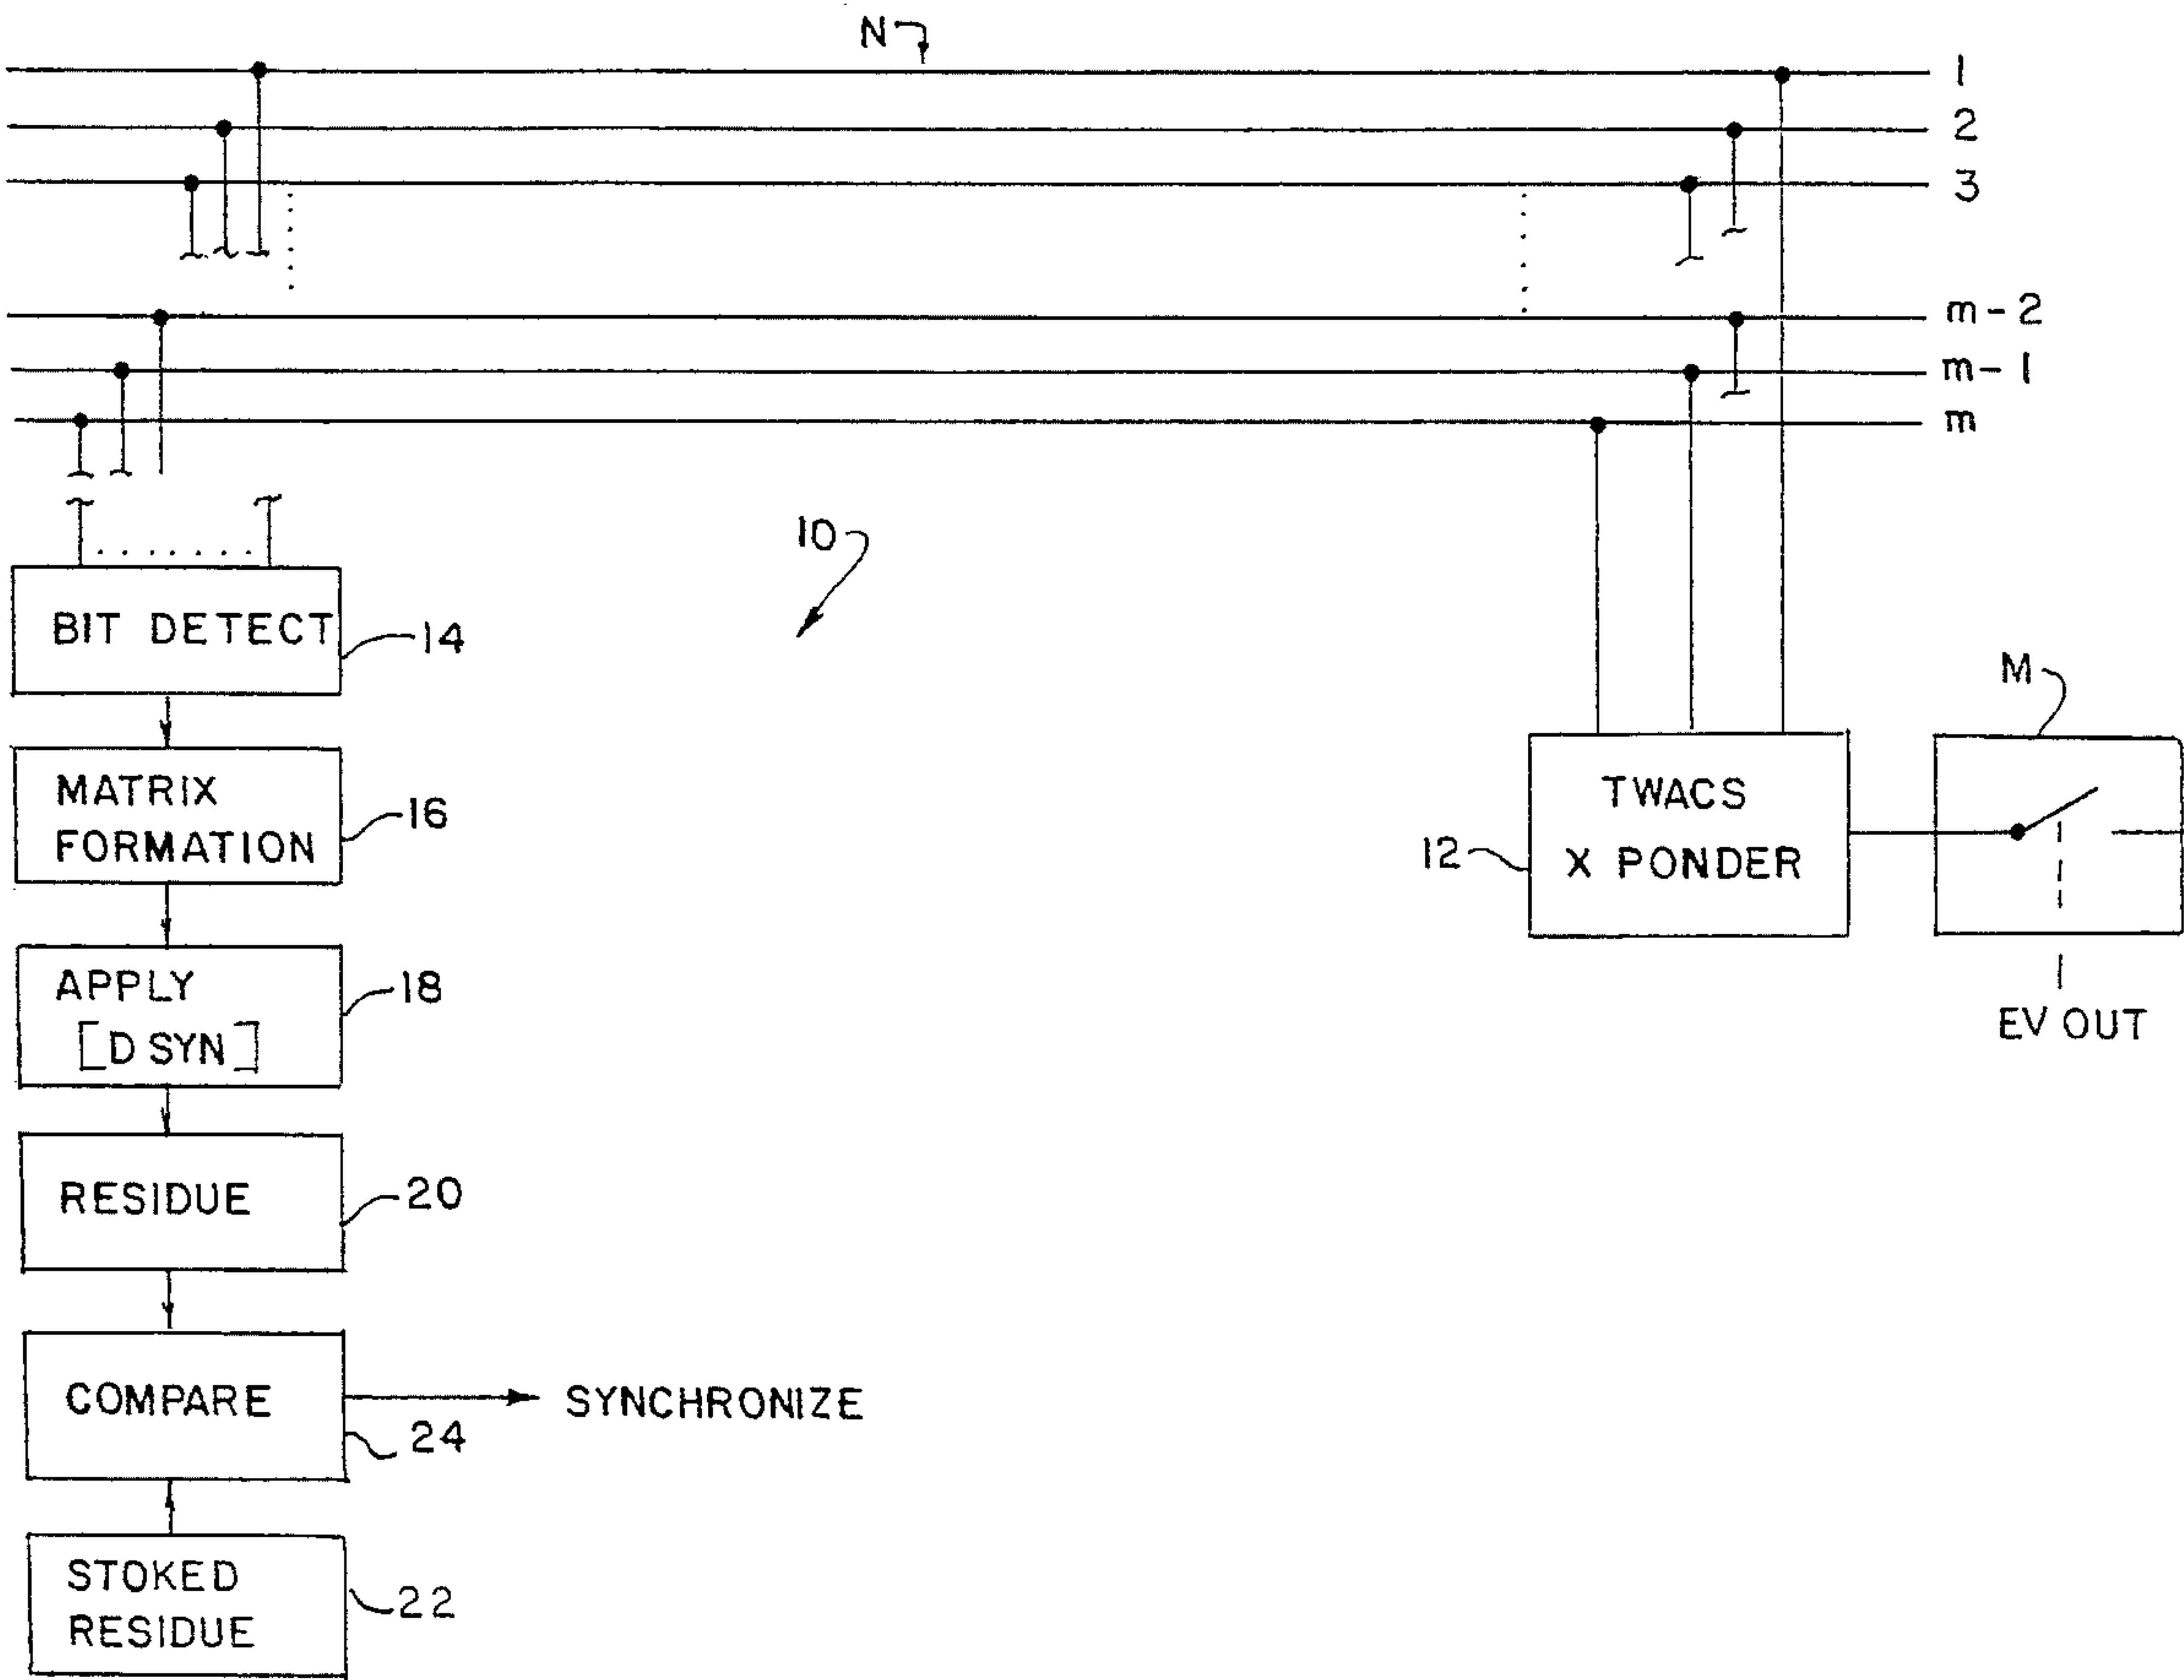 N
1
2
3
m-2
m-1
m
10
BIT DETECT
14
MATRIX
FORMATION
16
APPLY
[D SYN]
18
RESIDUE
20
COMPARE
24
SYNCHRONIZE
STOKED
RESIDUE
22
TWACS
X PONDER
12
M
EV OUT